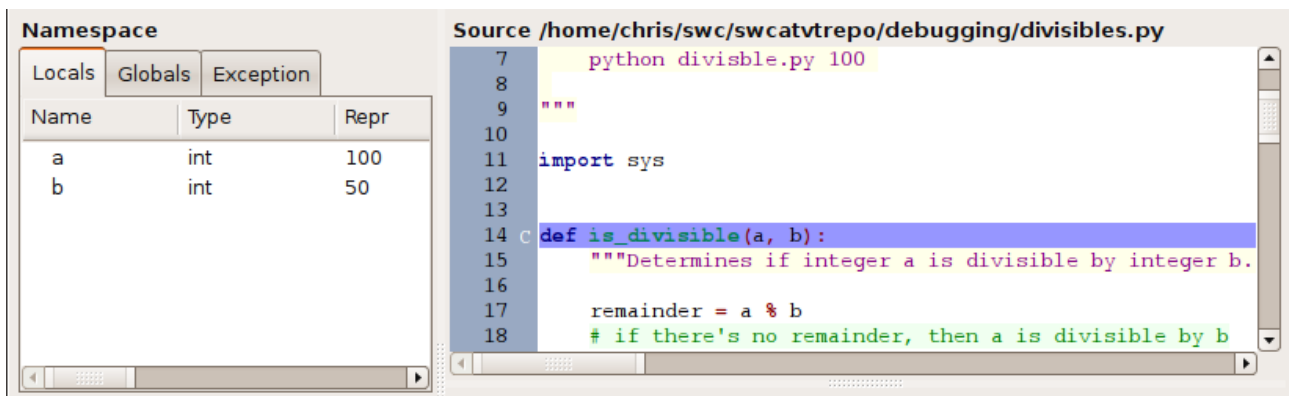 Namespace
Locals Globals Exception
Name Type Repr
a int 100
b int 50
Source /home/chris/swc/swcatvtrepo/debugging/divisibles.py
7 python divisble.py 100
8
9 """
10
11 import sys
12
13
14 C def is_divisible(a, b):
15 """Determines if integer a is divisible by integer b.
16
17 remainder = a % b
18 # if there's no remainder, then a is divisible by b